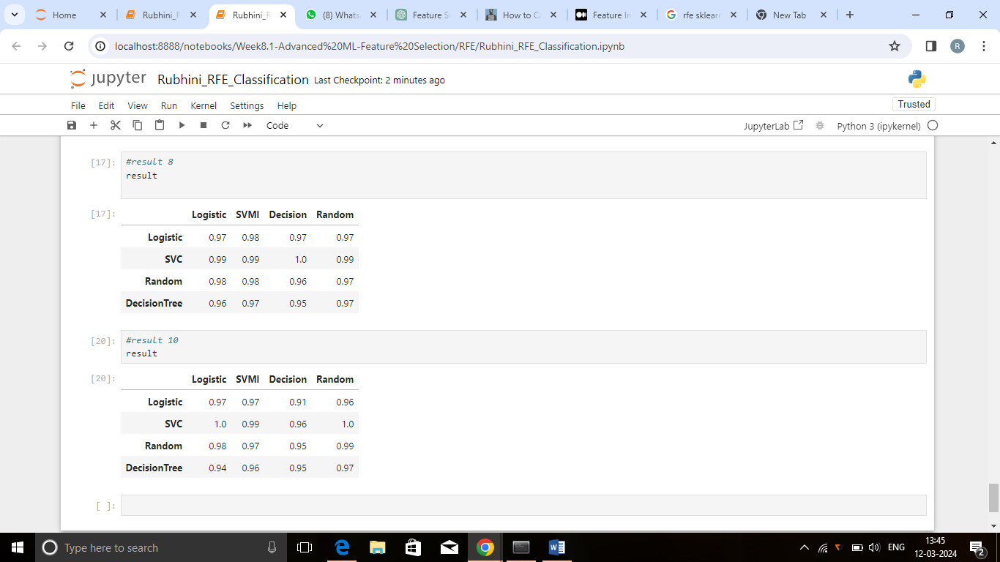 Home
Rubhini_F
Rubhini_F
(8) Whats
Feature S
How to C
Feature Im
rfe sklearn
New Tab
localhost:8888/notebooks/Week8.1-Advanced%20ML-Feature%20Selection/RFE/Rubhini_RFE_Classification.ipynb
R
jupyter Rubhini_RFE_Classification Last Checkpoint: 2 minutes ago
File Edit View Run Kernel Settings Help Trusted
Code JupyterLab Python 3 (ipykernel)
[17]: #result 8
result
[17]: Logistic SVMl Decision Random
Logistic 0.97 0.98 0.97 0.97
SVC 0.99 0.99 1.0 0.99
Random 0.98 0.98 0.96 0.97
DecisionTree 0.96 0.97 0.95 0.97
[20]: #result 10
result
[20]: Logistic SVMl Decision Random
Logistic 0.97 0.97 0.91 0.96
SVC 1.0 0.99 0.96 1.0
Random 0.98 0.97 0.95 0.99
DecisionTree 0.94 0.96 0.95 0.97
[ ]:
Type here to search
ENG
13:45
12-03-2024
2